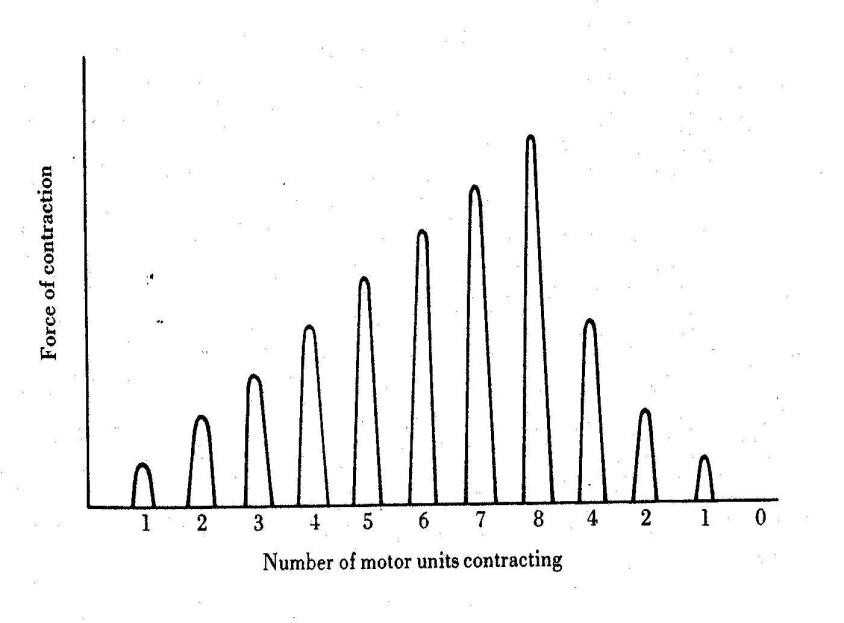 Force of contraction
1 2 3 4 5 6 7 8 4 2 1 0
Number of motor units contracting